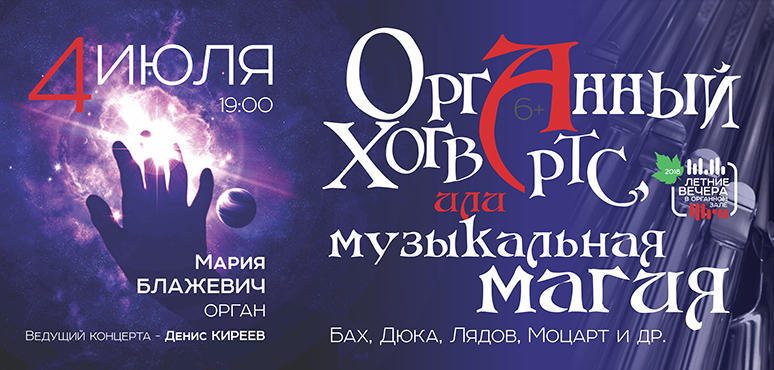 4 ИЮЛЯ
19:00
ОргАнный
6+
ХогвАртс,
или
музыкальная
магия
2018
ЛЕТНИЕ
ВЕЧЕРА
В ОРГАННОМ
ЗАЛЕ
Мария
БЛАЖЕВИЧ
ОРГАН
Ведущий концерта - Денис КИРЕЕВ
Бах, Дюка, Лядов, Моцарт и др.